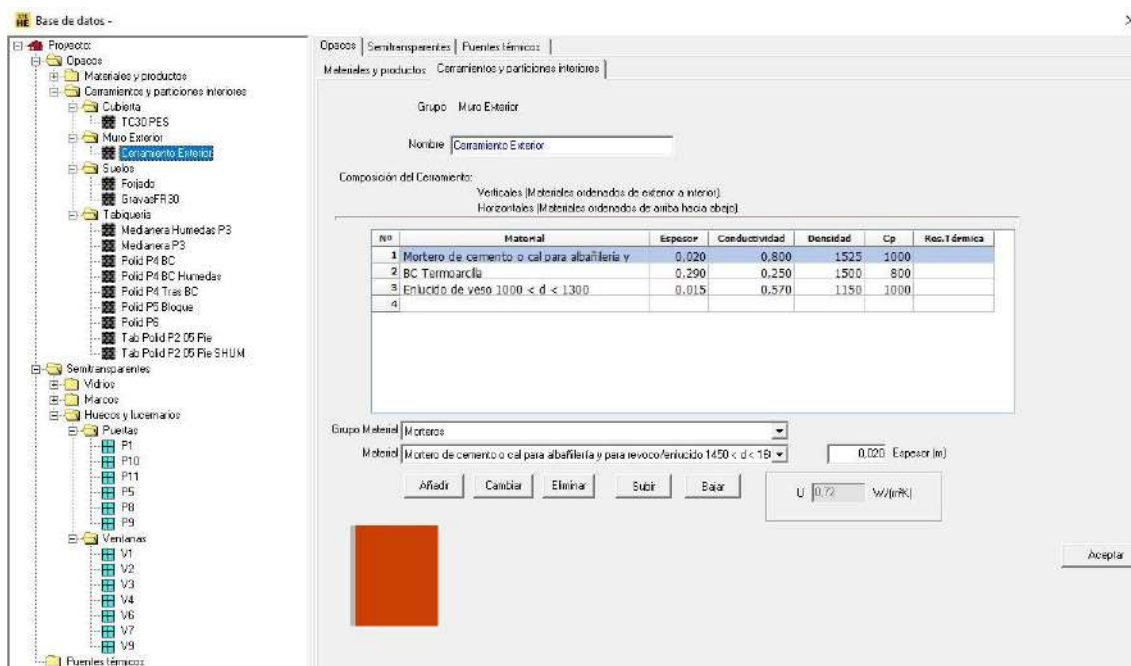 CTE HE Base de datos -
Proyecto:
Opacos
Materiales y productos
Cerramientos y particiones interiores
Cubierta
TC30 PES
Muro Exterior
Cerramiento Exterior
Suelos
Forjado
GravasFR30
Tabiqueria
Medianera Humedas P3
Medianera P3
Polid P4 BC
Polid P4 BC Humedas
Polid P4 Tras BC
Polid P5 Bloque
Polid P6
Tab Polid P2 05 Pie
Tab Polid P2 05 Pie SHUM
Semitransparentes
Vidrios
Marcos
Huecos y lucernarios
Puertas
P1
P10
P11
P5
P8
P9
Ventanas
V1
V2
V3
V4
V6
V7
V9
Puentes térmicos
Opacos Semitransparentes Puentes térmicos
Materiales y productos Cerramientos y particiones interiores
Grupo Muro Exterior
Nombre Cerramiento Exterior
Composición del Cerramiento:
Verticales (Materiales ordenados de exterior a interior).
Horizontales (Materiales ordenados de arriba hacia abajo).
Nº Material Espesor Conductividad Densidad Cp Res.Térmica
1 Mortero de cemento o cal para albañilería y 0,020 0,800 1525 1000
2 BC Termoarcilla 0,290 0,250 1500 800
3 Enlucido de yeso 1000 < d < 1300 0,015 0,570 1150 1000
4
Grupo Material Morteros
Material Mortero de cemento o cal para albañilería y para revoco/enlucido 1450 < d < 16 0,020 Espesor (m)
Añadir Cambiar Eliminar Subir Bajar
U 0,72 W/(m²K)
Aceptar